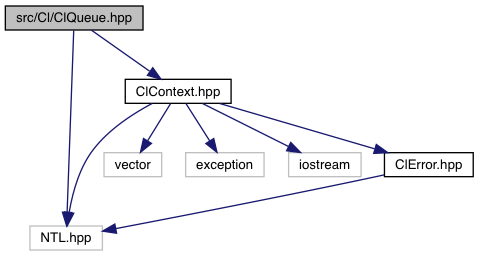 src/Cl/ClQueue.hpp
ClContext.hpp
vector
exception
iostream
ClError.hpp
NTL.hpp